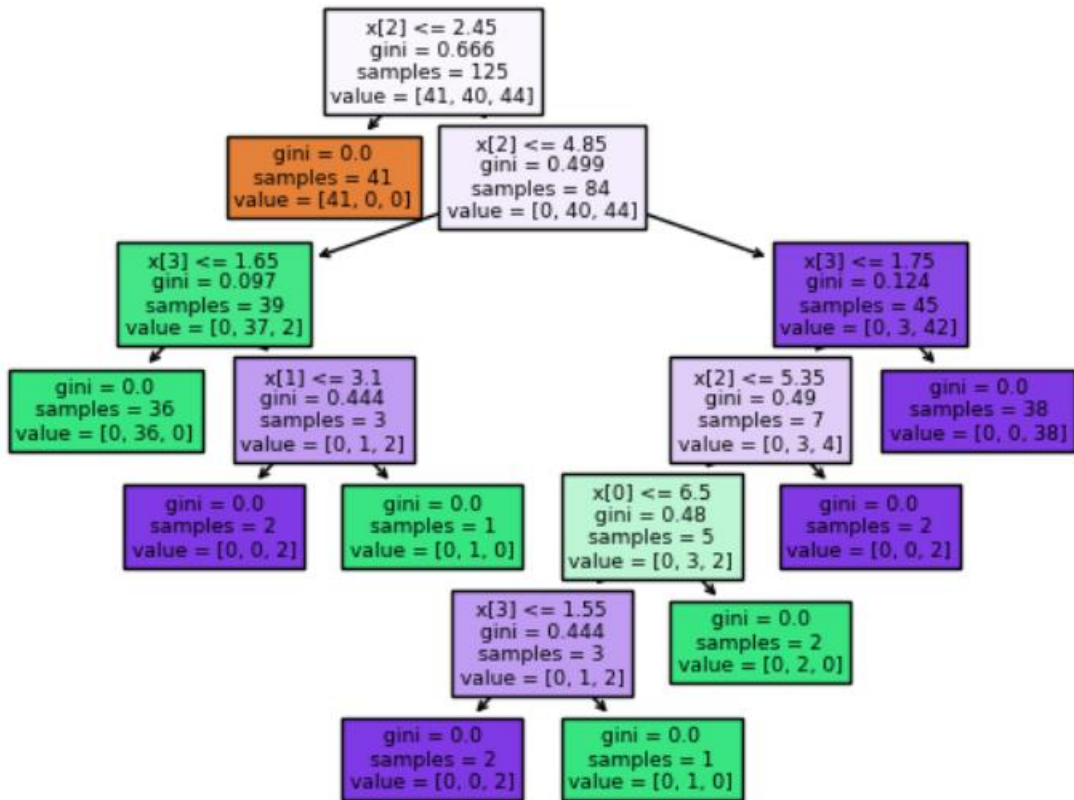 x[2] <= 2.45
gini = 0.666
samples = 125
value = [41, 40, 44]
gini = 0.0
samples = 41
value = [41, 0, 0]
x[2] <= 4.85
gini = 0.499
samples = 84
value = [0, 40, 44]
x[3] <= 1.65
gini = 0.097
samples = 39
value = [0, 37, 2]
x[3] <= 1.75
gini = 0.124
samples = 45
value = [0, 3, 42]
gini = 0.0
samples = 36
value = [0, 36, 0]
x[1] <= 3.1
gini = 0.444
samples = 3
value = [0, 1, 2]
x[2] <= 5.35
gini = 0.49
samples = 7
value = [0, 3, 4]
gini = 0.0
samples = 38
value = [0, 0, 38]
gini = 0.0
samples = 2
value = [0, 0, 2]
gini = 0.0
samples = 1
value = [0, 1, 0]
x[0] <= 6.5
gini = 0.48
samples = 5
value = [0, 3, 2]
gini = 0.0
samples = 2
value = [0, 0, 2]
x[3] <= 1.55
gini = 0.444
samples = 3
value = [0, 1, 2]
gini = 0.0
samples = 2
value = [0, 2, 0]
gini = 0.0
samples = 2
value = [0, 0, 2]
gini = 0.0
samples = 1
value = [0, 1, 0]